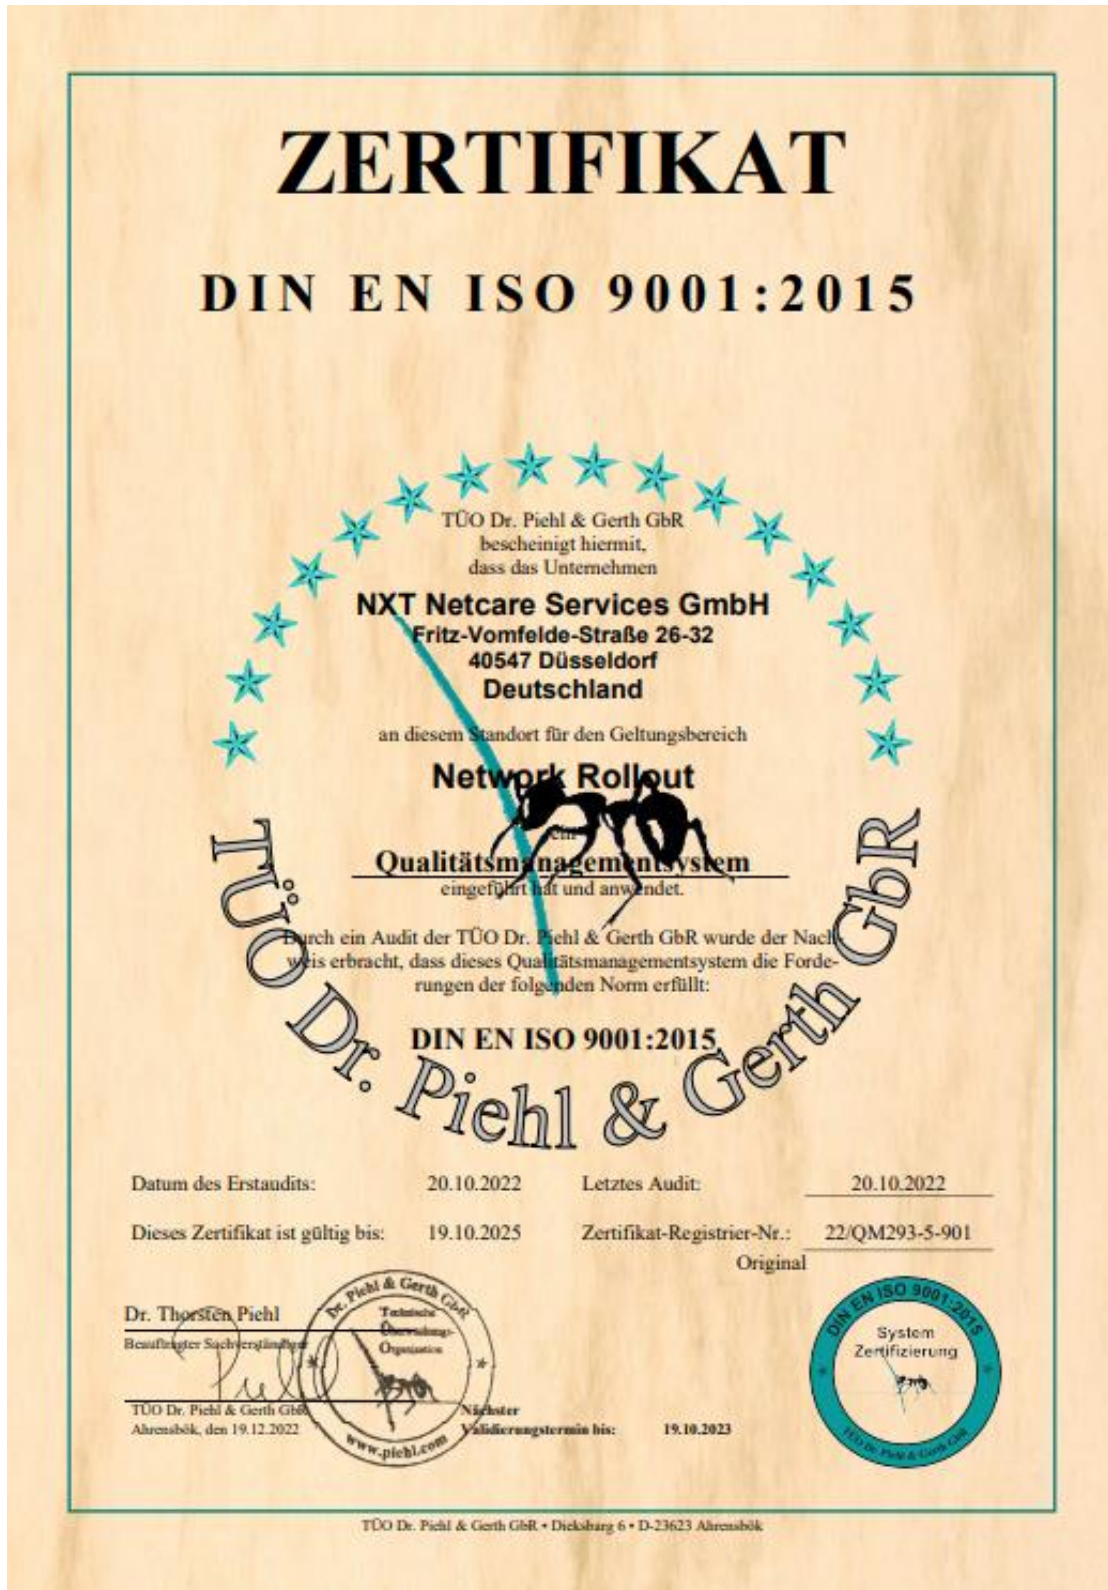 ZERTIFIKAT
DIN EN ISO 9001:2015
TÜO Dr. Piehl & Gerth GbR
bescheinigt hiermit,
dass das Unternehmen
NXT Netcare Services GmbH
Fritz-Vomfelde-Straße 26-32
40547 Düsseldorf
Deutschland
an diesem Standort für den Geltungsbereich
Network Rollout
ein
Qualitätsmanagementsystem
eingeführt hat und anwendet.
Durch ein Audit der TÜO Dr. Piehl & Gerth GbR wurde der Nach-
weis erbracht, dass dieses Qualitätsmanagementsystem die Forde-
rungen der folgenden Norm erfüllt:
DIN EN ISO 9001:2015
TÜO Dr. Piehl & Gerth GbR
Datum des Erstaudits: 20.10.2022 Letztes Audit: 20.10.2022
Dieses Zertifikat ist gültig bis: 19.10.2025 Zertifikat-Registrier-Nr.: 22/QM293-5-901
Original
Dr. Thorsten Piehl
Beauftragter Sachverständiger
TÜO Dr. Piehl & Gerth GbR
Ahrensbök, den 19.12.2022
Dr. Piehl & Gerth GbR
Technische
Überwachungs-
Organisation
www.piehl.com
Nächster
Validierungstermin bis: 19.10.2023
DIN EN ISO 9001:2015
System
Zertifizierung
TÜO Dr. Piehl & Gerth GbR
TÜO Dr. Piehl & Gerth GbR • Dieksbarg 6 • D-23623 Ahrensbök